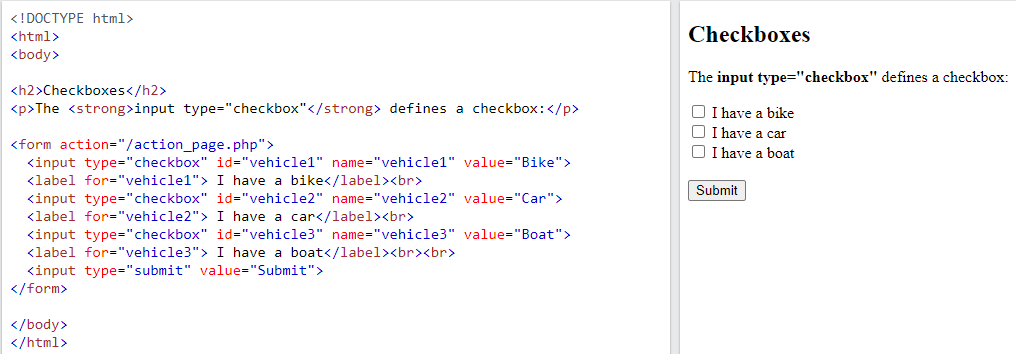 <!DOCTYPE html>
<html>
<body>

<h2>Checkboxes</h2>
<p>The <strong>input type="checkbox"</strong> defines a checkbox:</p>

<form action="/action_page.php">
  <input type="checkbox" id="vehicle1" name="vehicle1" value="Bike">
  <label for="vehicle1"> I have a bike</label><br>
  <input type="checkbox" id="vehicle2" name="vehicle2" value="Car">
  <label for="vehicle2"> I have a car</label><br>
  <input type="checkbox" id="vehicle3" name="vehicle3" value="Boat">
  <label for="vehicle3"> I have a boat</label><br><br>
  <input type="submit" value="Submit">
</form>

</body>
</html>
Checkboxes
The input type="checkbox" defines a checkbox:
I have a bike
I have a car
I have a boat
Submit